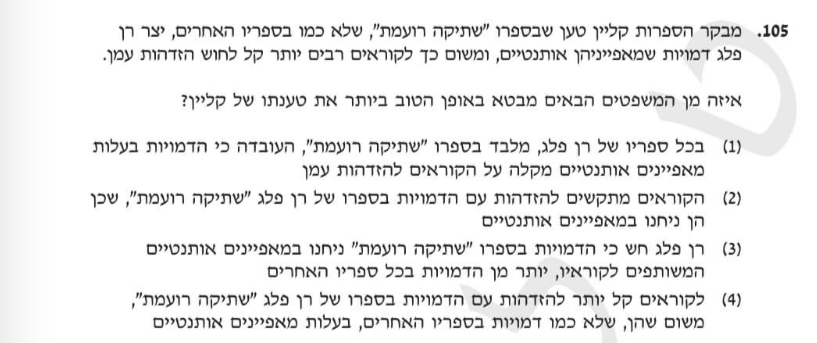 105. מבקר הספרות קליין טען שבספרו "שתיקה רועמת", שלא כמו בספריו האחרים, יצר רן
פלג דמויות שמאפייניהן אותנטיים, ומשום כך לקוראים רבים יותר קל לחוש הזדהות עמן.
איזה מן המשפטים הבאים מבטא באופן הטוב ביותר את טענתו של קליין?
(1) בכל ספריו של רן פלג, מלבד בספרו "שתיקה רועמת", העובדה כי הדמויות בעלות
מאפיינים אותנטיים מקלה על הקוראים להזדהות עמן
(2) הקוראים מתקשים להזדהות עם הדמויות בספרו של רן פלג "שתיקה רועמת", שכן
הן ניחנו במאפיינים אותנטיים
(3) רן פלג חש כי הדמויות בספרו "שתיקה רועמת" ניחנו במאפיינים אותנטיים
המשותפים לקוראיו, יותר מן הדמויות בכל ספריו האחרים
(4) לקוראים קל יותר להזדהות עם הדמויות בספרו של רן פלג "שתיקה רועמת",
משום שהן, שלא כמו דמויות בספריו האחרים, בעלות מאפיינים אותנטיים